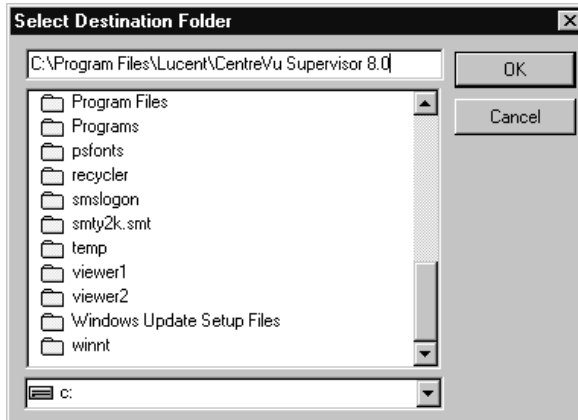 Select Destination Folder
C:\Program Files\Lucent\CentreVu Supervisor 8.0
OK
Cancel
Program Files
Programs
psfonts
recycler
smslogon
smty2k.smt
temp
viewer1
viewer2
Windows Update Setup Files
winnt
c: